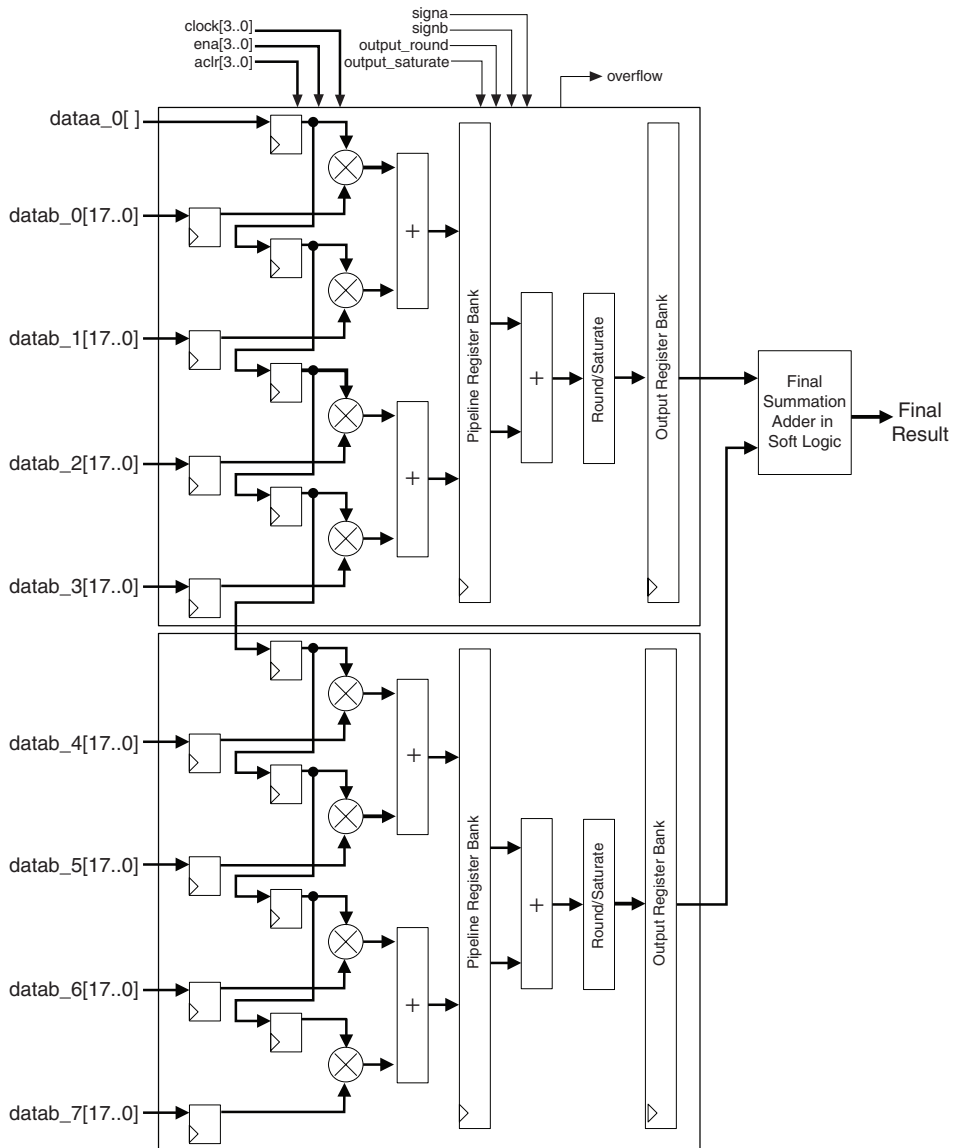 clock[3..0]
ena[3..0]
aclr[3..0]
signa
signb
output_round
output_saturate
overflow
dataa_0[ ]
datab_0[17..0]
datab_1[17..0]
datab_2[17..0]
datab_3[17..0]
+
+
Pipeline Register Bank
+
Round/Saturate
Output Register Bank
Final
Summation
Adder in
Soft Logic
Final
Result
datab_4[17..0]
datab_5[17..0]
datab_6[17..0]
datab_7[17..0]
+
+
Pipeline Register Bank
+
Round/Saturate
Output Register Bank